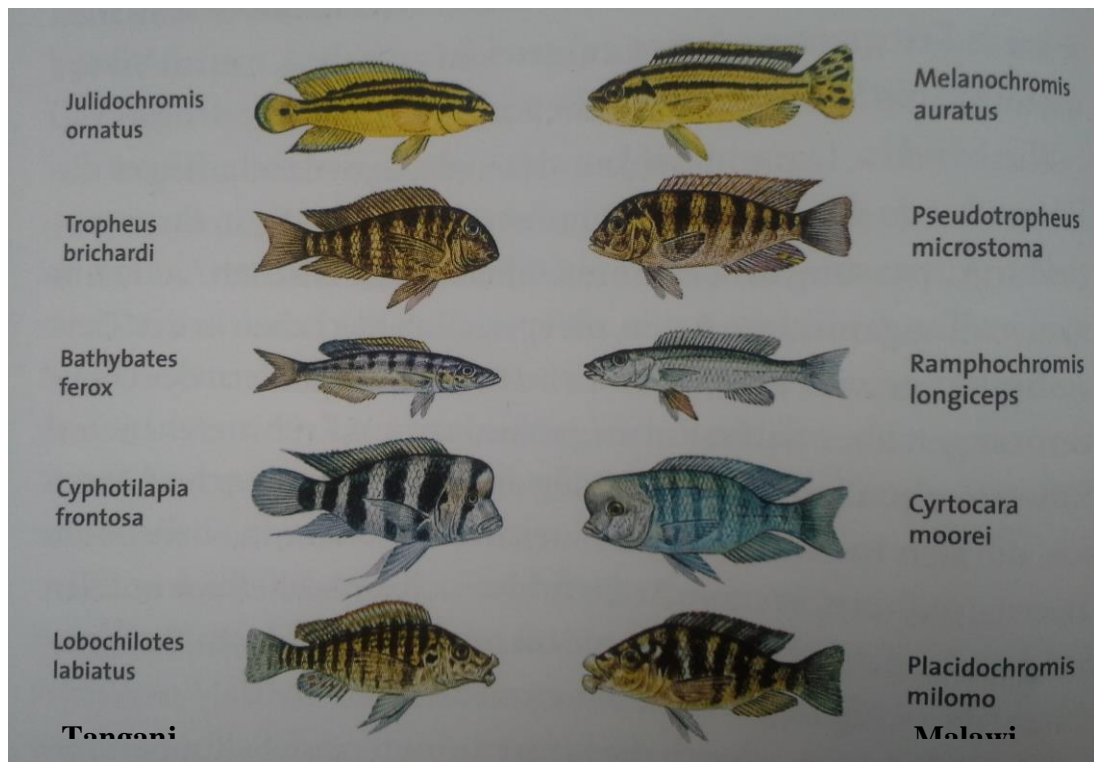 Julidochromis
ornatus
Melanochromis
auratus
Tropheus
brichardi
Pseudotropheus
microstoma
Bathybates
ferox
Ramphochromis
longiceps
Cyphotilapia
frontosa
Cyrtocara
moorei
Lobochilotes
labiatus
Placidochromis
milomo
Tangani
Malawi